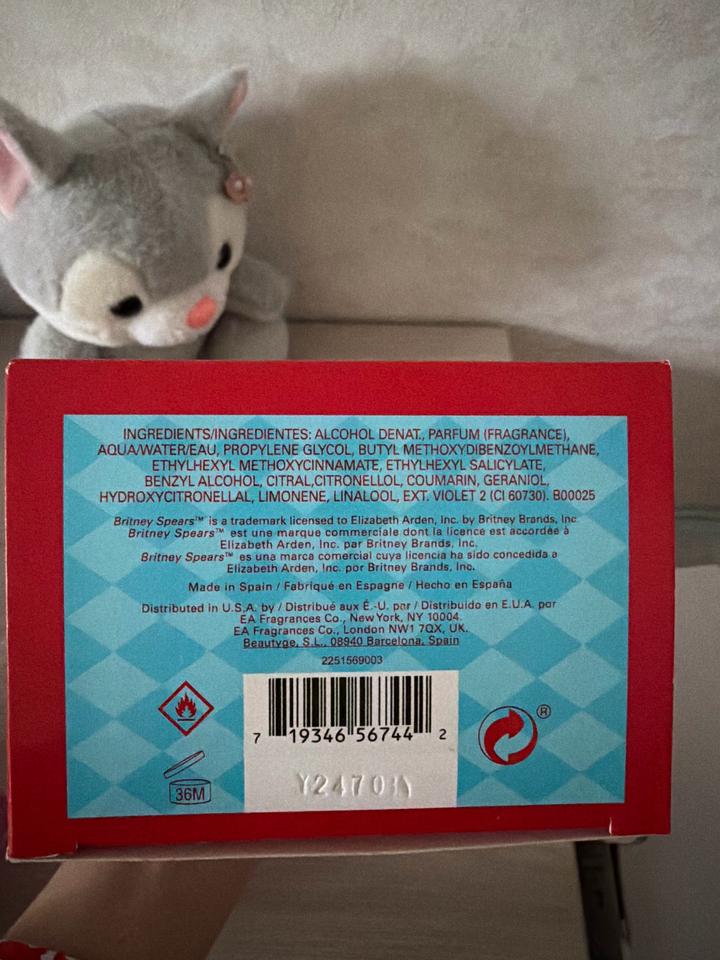 INGREDIENTS/INGREDIENTES: ALCOHOL DENAT., PARFUM (FRAGRANCE),
AQUA/WATER/EAU, PROPYLENE GLYCOL, BUTYL METHOXYDIBENZOYLMETHANE,
ETHYLHEXYL METHOXYCINNAMATE, ETHYLHEXYL SALICYLATE,
BENZYL ALCOHOL, CITRAL,CITRONELLOL, COUMARIN, GERANIOL,
HYDROXYCITRONELLAL, LIMONENE, LINALOOL, EXT. VIOLET 2 (CI 60730). B00025
Britney Spears™ is a trademark licensed to Elizabeth Arden, Inc. by Britney Brands, Inc
Britney Spears™ est une marque commerciale dont la licence est accordée à
Elizabeth Arden, Inc. par Britney Brands, Inc.
Britney Spears™ es una marca comercial cuya licencia ha sido concedida a
Elizabeth Arden, Inc. por Britney Brands, Inc.
Made in Spain / Fabriqué en Espagne / Hecho en España
Distributed in U.S.A. by / Distribué aux É.-U. par / Distribuido en E.U.A. por
EA Fragrances Co., New York, NY 10004.
EA Fragrances Co., London NW1 7QX, UK.
Beautyge, S.L., 08940 Barcelona, Spain
2251569003
7 19346 56744 2
®
36M